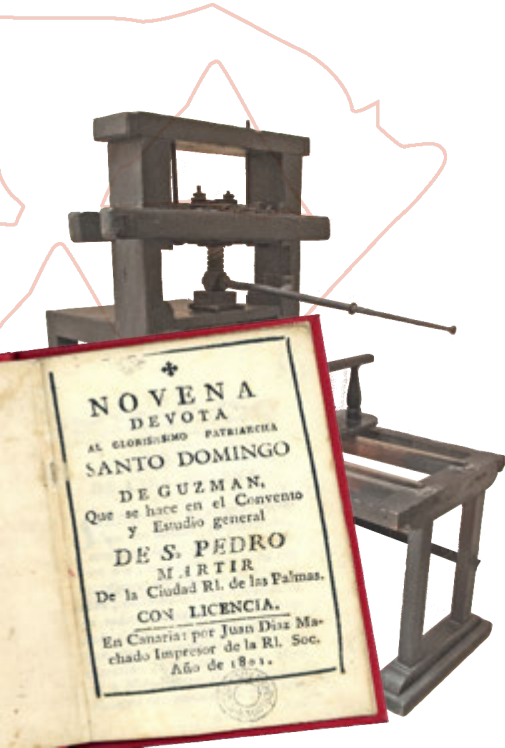 NOVENA
DEVOTA
AL GLORISISIMO PATRIARCHA
SANTO DOMINGO
DE GUZMAN,
Que se hace en el Convento
y Estudio general
DE S. PEDRO
MARTIR
De la Ciudad Rl. de las Palmas.
CON LICENCIA.
En Canaria: por Juan Diaz Ma-
chado Impresor de la Rl. Soc.
Año de 1801.